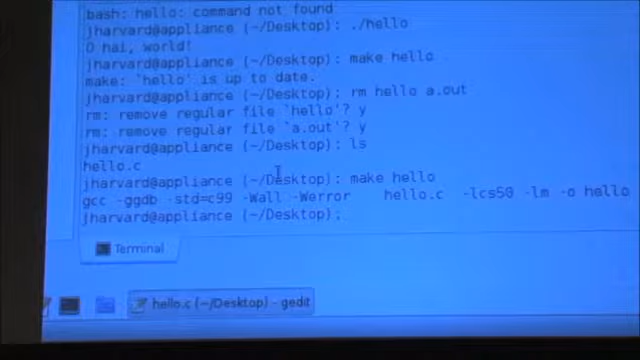 bash: hello: command not found
jharvard@appliance (~/Desktop): ./hello
O hai, world!
jharvard@appliance (~/Desktop): make hello
make: `hello' is up to date.
jharvard@appliance (~/Desktop): rm hello a.out
rm: remove regular file `hello'? y
rm: remove regular file `a.out'? y
jharvard@appliance (~/Desktop): ls
hello.c
jharvard@appliance (~/Desktop): make hello
gcc -ggdb -std=c99 -Wall -Werror    hello.c  -lcs50 -lm -o hello
jharvard@appliance (~/Desktop):
Terminal
hello.c (~/Desktop) - gedit